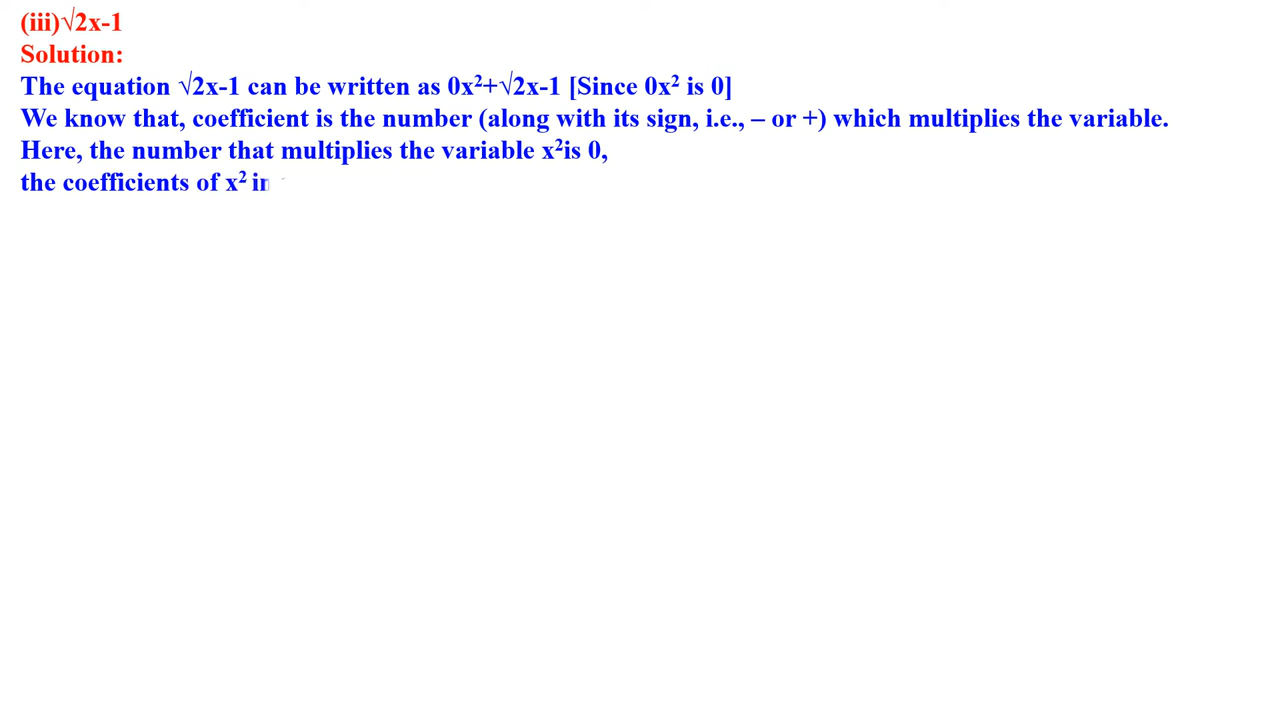 (iii)√2x-1
Solution:
The equation √2x-1 can be written as 0x²+√2x-1 [Since 0x² is 0]
We know that, coefficient is the number (along with its sign, i.e., – or +) which multiplies the variable.
Here, the number that multiplies the variable x²is 0,
the coefficients of x² in